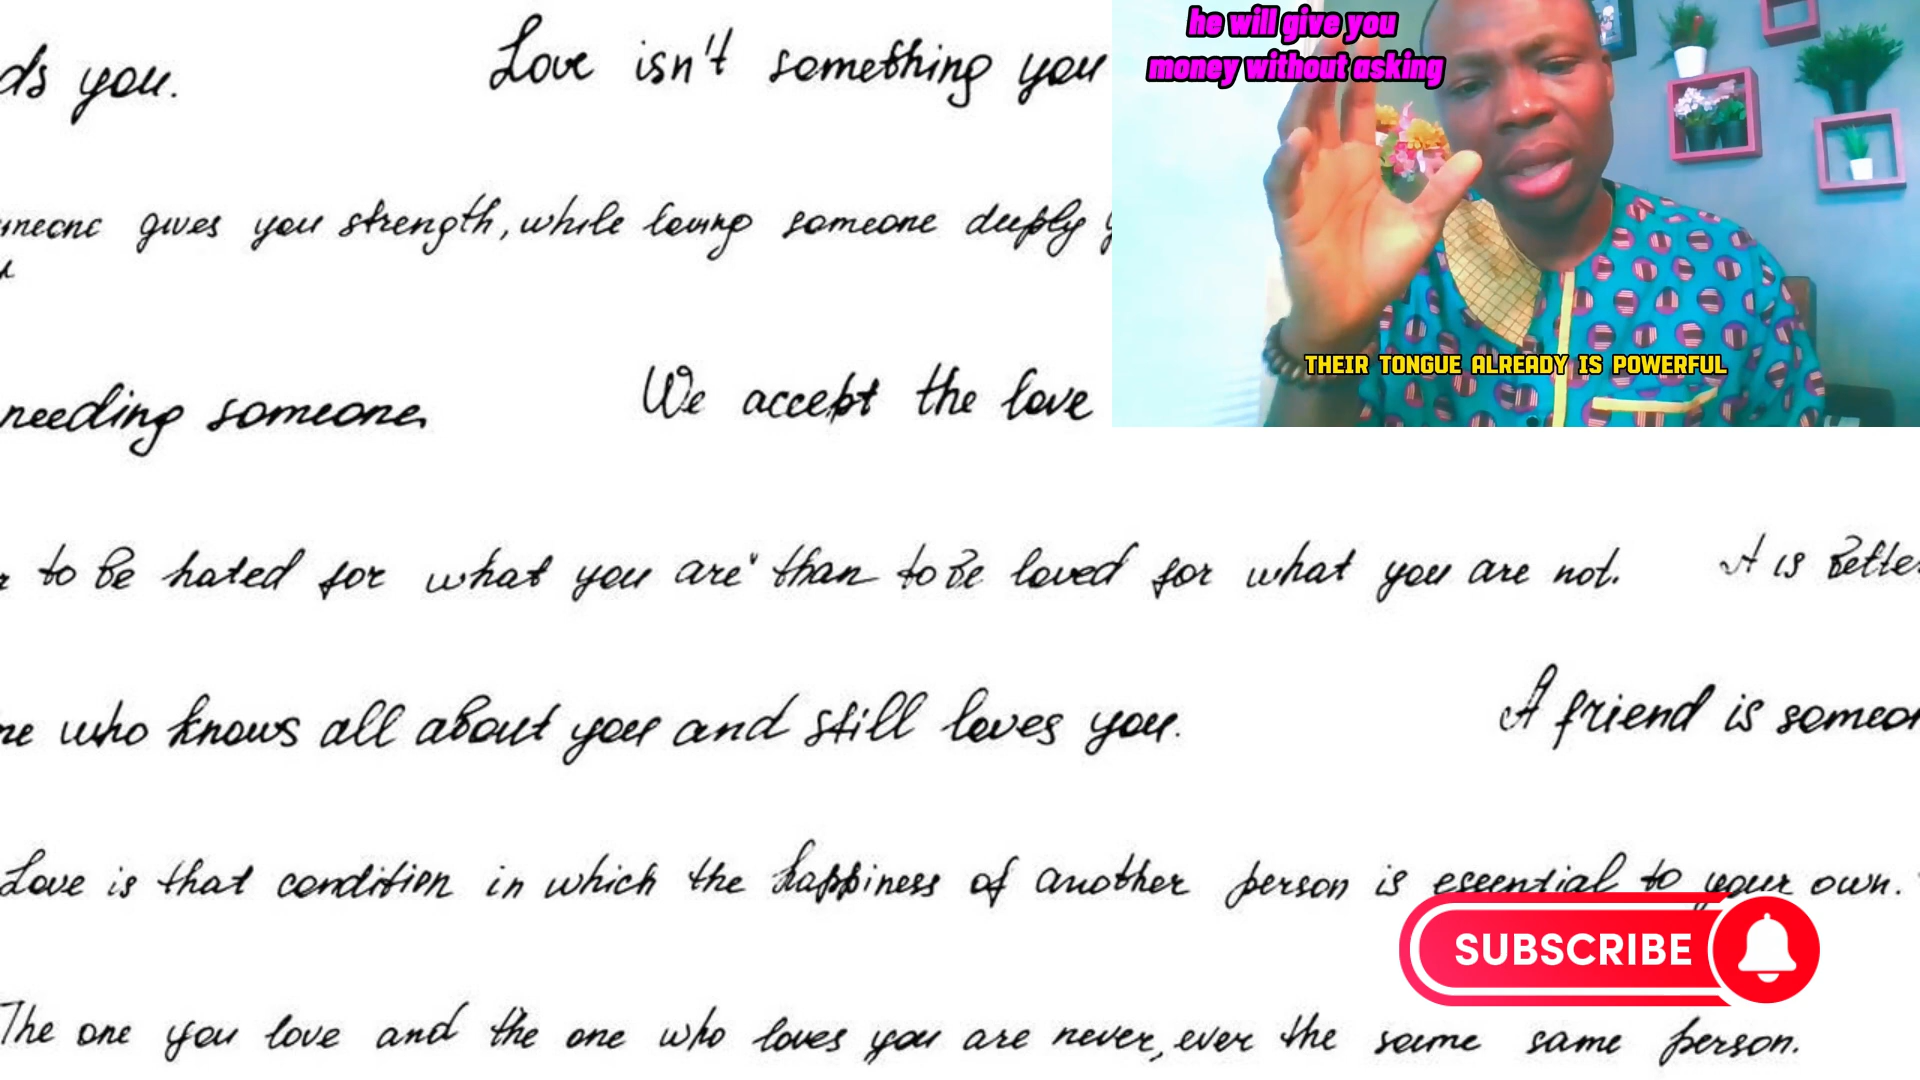 ds you. Love isn't something you
he will give you
money without asking
gives you strength, while loving someone deeply
THEIR TONGUE ALREADY IS POWERFUL
needing someone. We accept the love
to be hated for what you are" than to be loved for what you are not. It is better
who knows all about you and still loves you. A friend is someon
Love is that condition in which the happiness of another person is essential to your own.
SUBSCRIBE
The one you love and the one who loves you are never, ever the same same person.